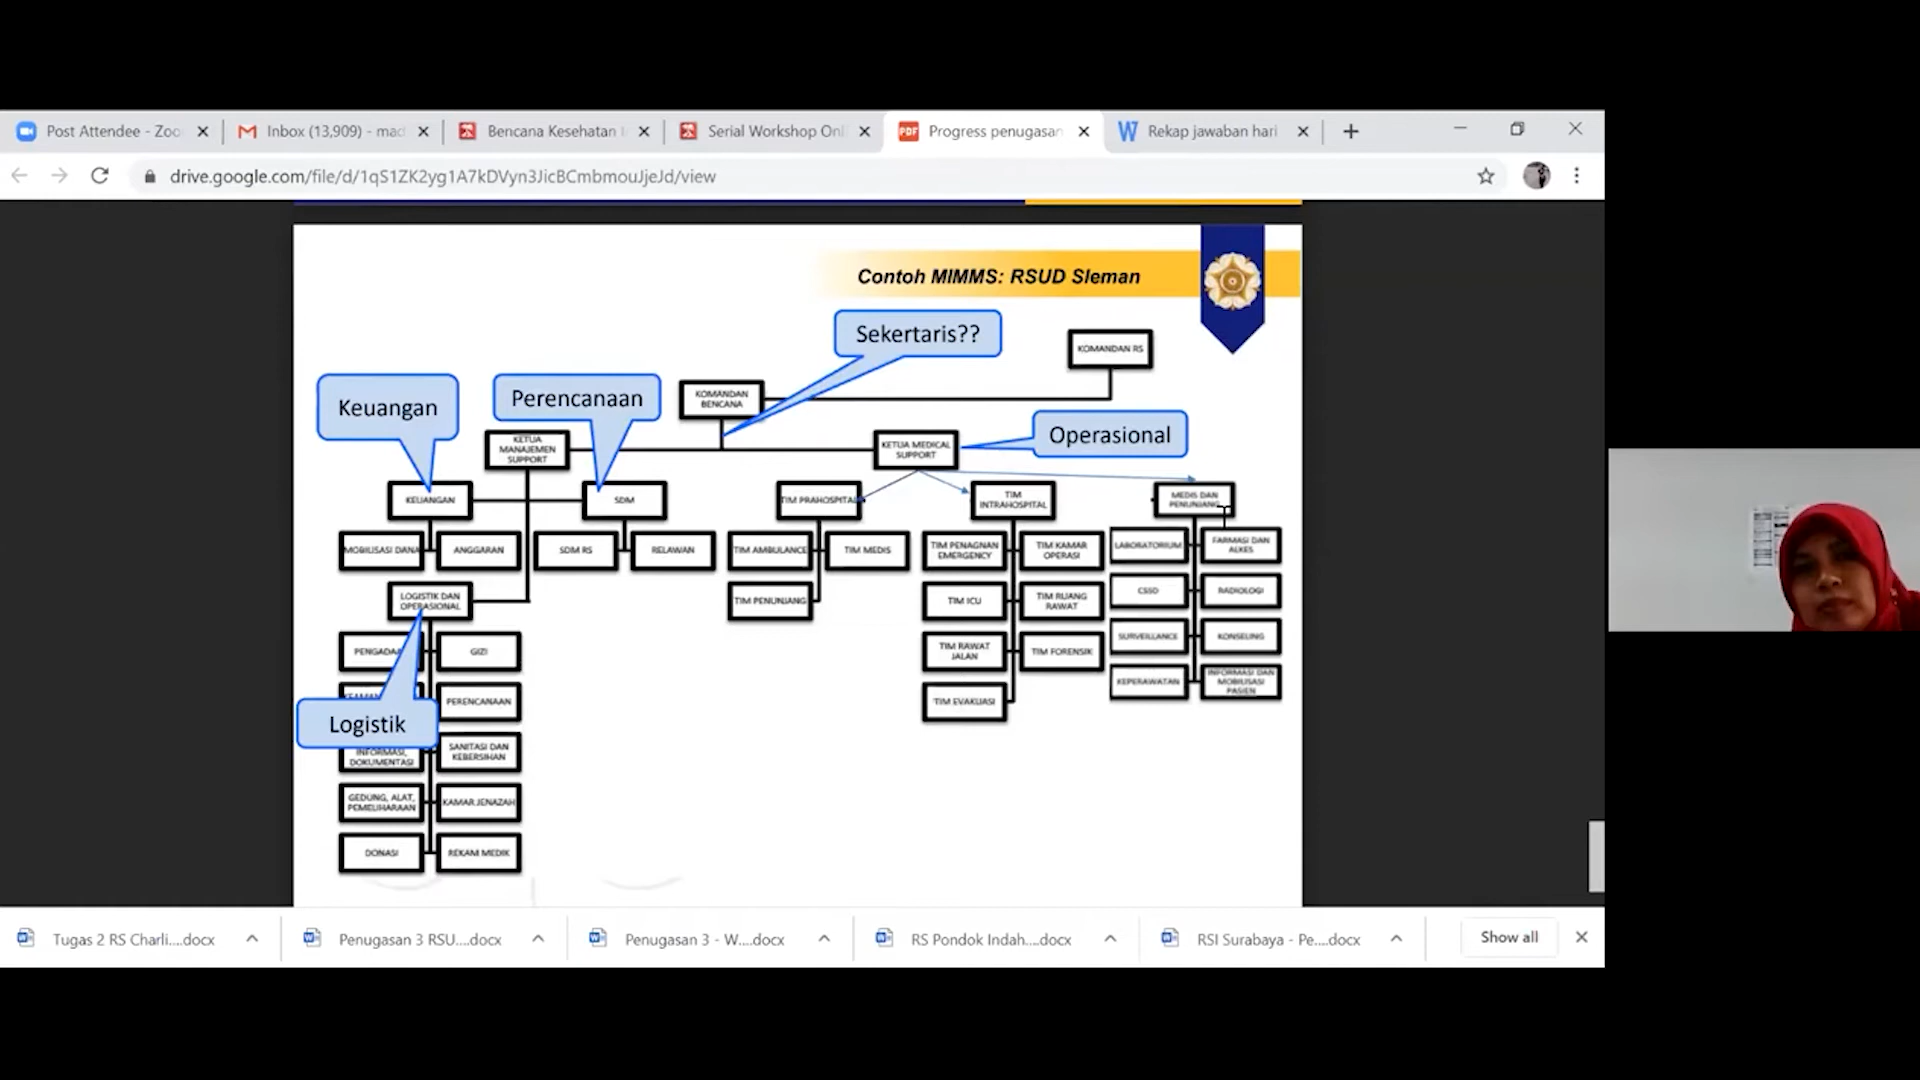 Post Attendee - Zoo
Inbox (13,909) - mad
Bencana Kesehatan
Serial Workshop Onl
PDF
Progress penugasan
Rekap jawaban hari
drive.google.com/file/d/1qS1ZK2yg1A7kDVyn3JicBCmbmouJjeJd/view
Contoh MIMMS: RSUD Sleman
Sekertaris??
KOMANDAN RS
Keuangan
Perencanaan
KOMANDAN
BENCANA
Operasional
KETUA
MANAJEMEN
SUPPORT
KETUA MEDICAL
SUPPORT
KEUANGAN
SDM
TIM PRAHOSPITAL
TIM
INTRAHOSPITAL
MEDIS DAN
PENUNJANG
MOBILISASI DANA
ANGGARAN
SDM RS
RELAWAN
TIM AMBULANCE
TIM MEDIS
TIM PENAGNAN
EMERGENCY
TIM KAMAR
OPERASI
LABORATORIUM
FARMASI DAN
ALKES
LOGISTIK DAN
OPERASIONAL
TIM PENUNJANG
TIM ICU
TIM RUANG
RAWAT
CSSD
RADIOLOGI
PENGADAA
GIZI
TIM RAWAT
JALAN
TIM FORENSIK
SURVEILLANCE
KONSELING
PERENCANAAN
TIM EVAKUASI
KEPERAWATAN
INFORMASI DAN
MOBILISASI
PASIEN
Logistik
INFORMASI,
DOKUMENTASI
SANITASI DAN
KEBERSIHAN
GEDUNG, ALAT,
PEMELIHARAAN
KAMAR JENAZAH
DONASI
REKAM MEDIK
Tugas 2 RS Charli....docx
Penugasan 3 RSU....docx
Penugasan 3 - W....docx
RS Pondok Indah....docx
RSI Surabaya - Pe....docx
Show all